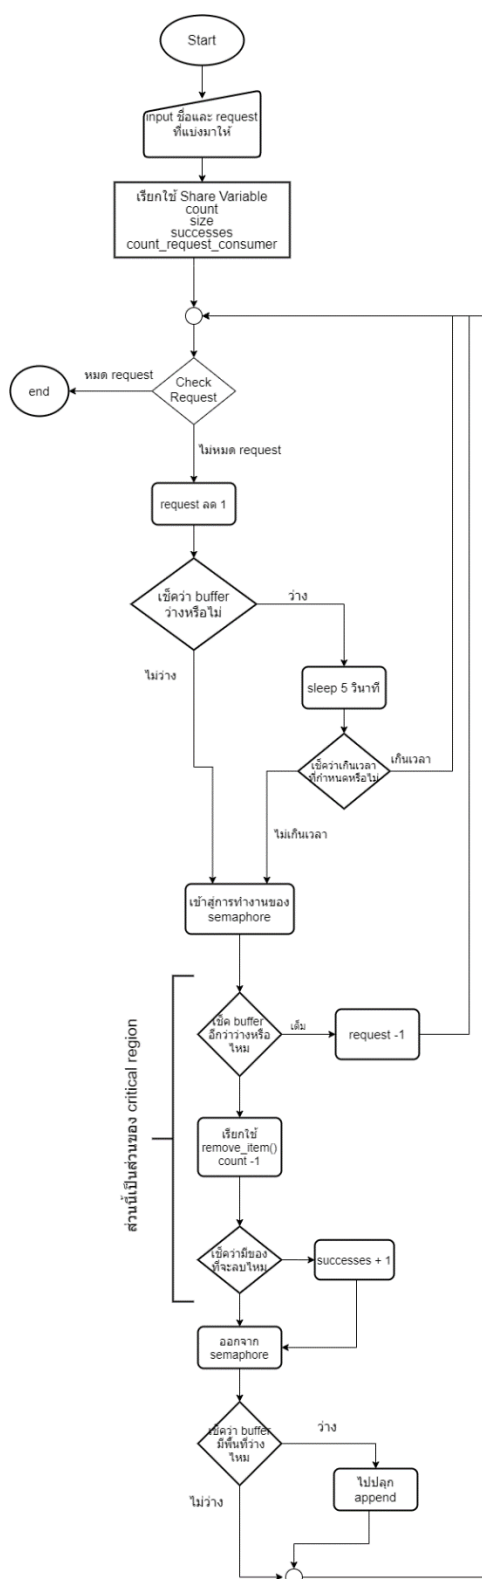 Start
input ชื่อและ request
ที่แบ่งมาให้
เรียกใช้ Share Variable
count
size
successes
count_request_consumer
หมด request
Check
Request
end
ไม่หมด request
request ลด 1
เช็คว่า buffer
ว่างหรือไม่
ว่าง
ไม่ว่าง
sleep 5 วินาที
เช็คว่าเกินเวลา
ที่กำหนดหรือไม่
เกินเวลา
ไม่เกินเวลา
เข้าสู่การทำงานของ
semaphore
เช็ค buffer
อีกว่าว่างหรือ
ไหม
เต็ม
request -1
ส่วนนี้เป็นส่วนของ critical region
เรียกใช้
remove_item()
count -1
เช็คว่ามีของ
ที่จะลบไหม
successes + 1
ออกจาก
semaphore
เช็คว่า buffer
มีพื้นที่ว่าง
ไหม
ว่าง
ไม่ว่าง
ไปปลุก
append